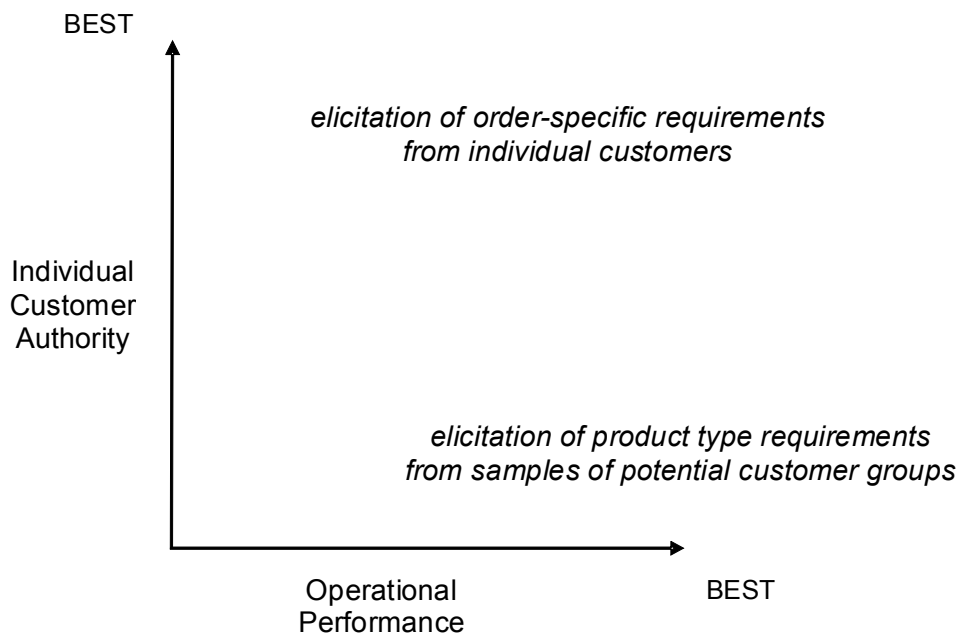 BEST
elicitation of order-specific requirements
from individual customers
Individual
Customer
Authority
elicitation of product type requirements
from samples of potential customer groups
Operational
Performance
BEST